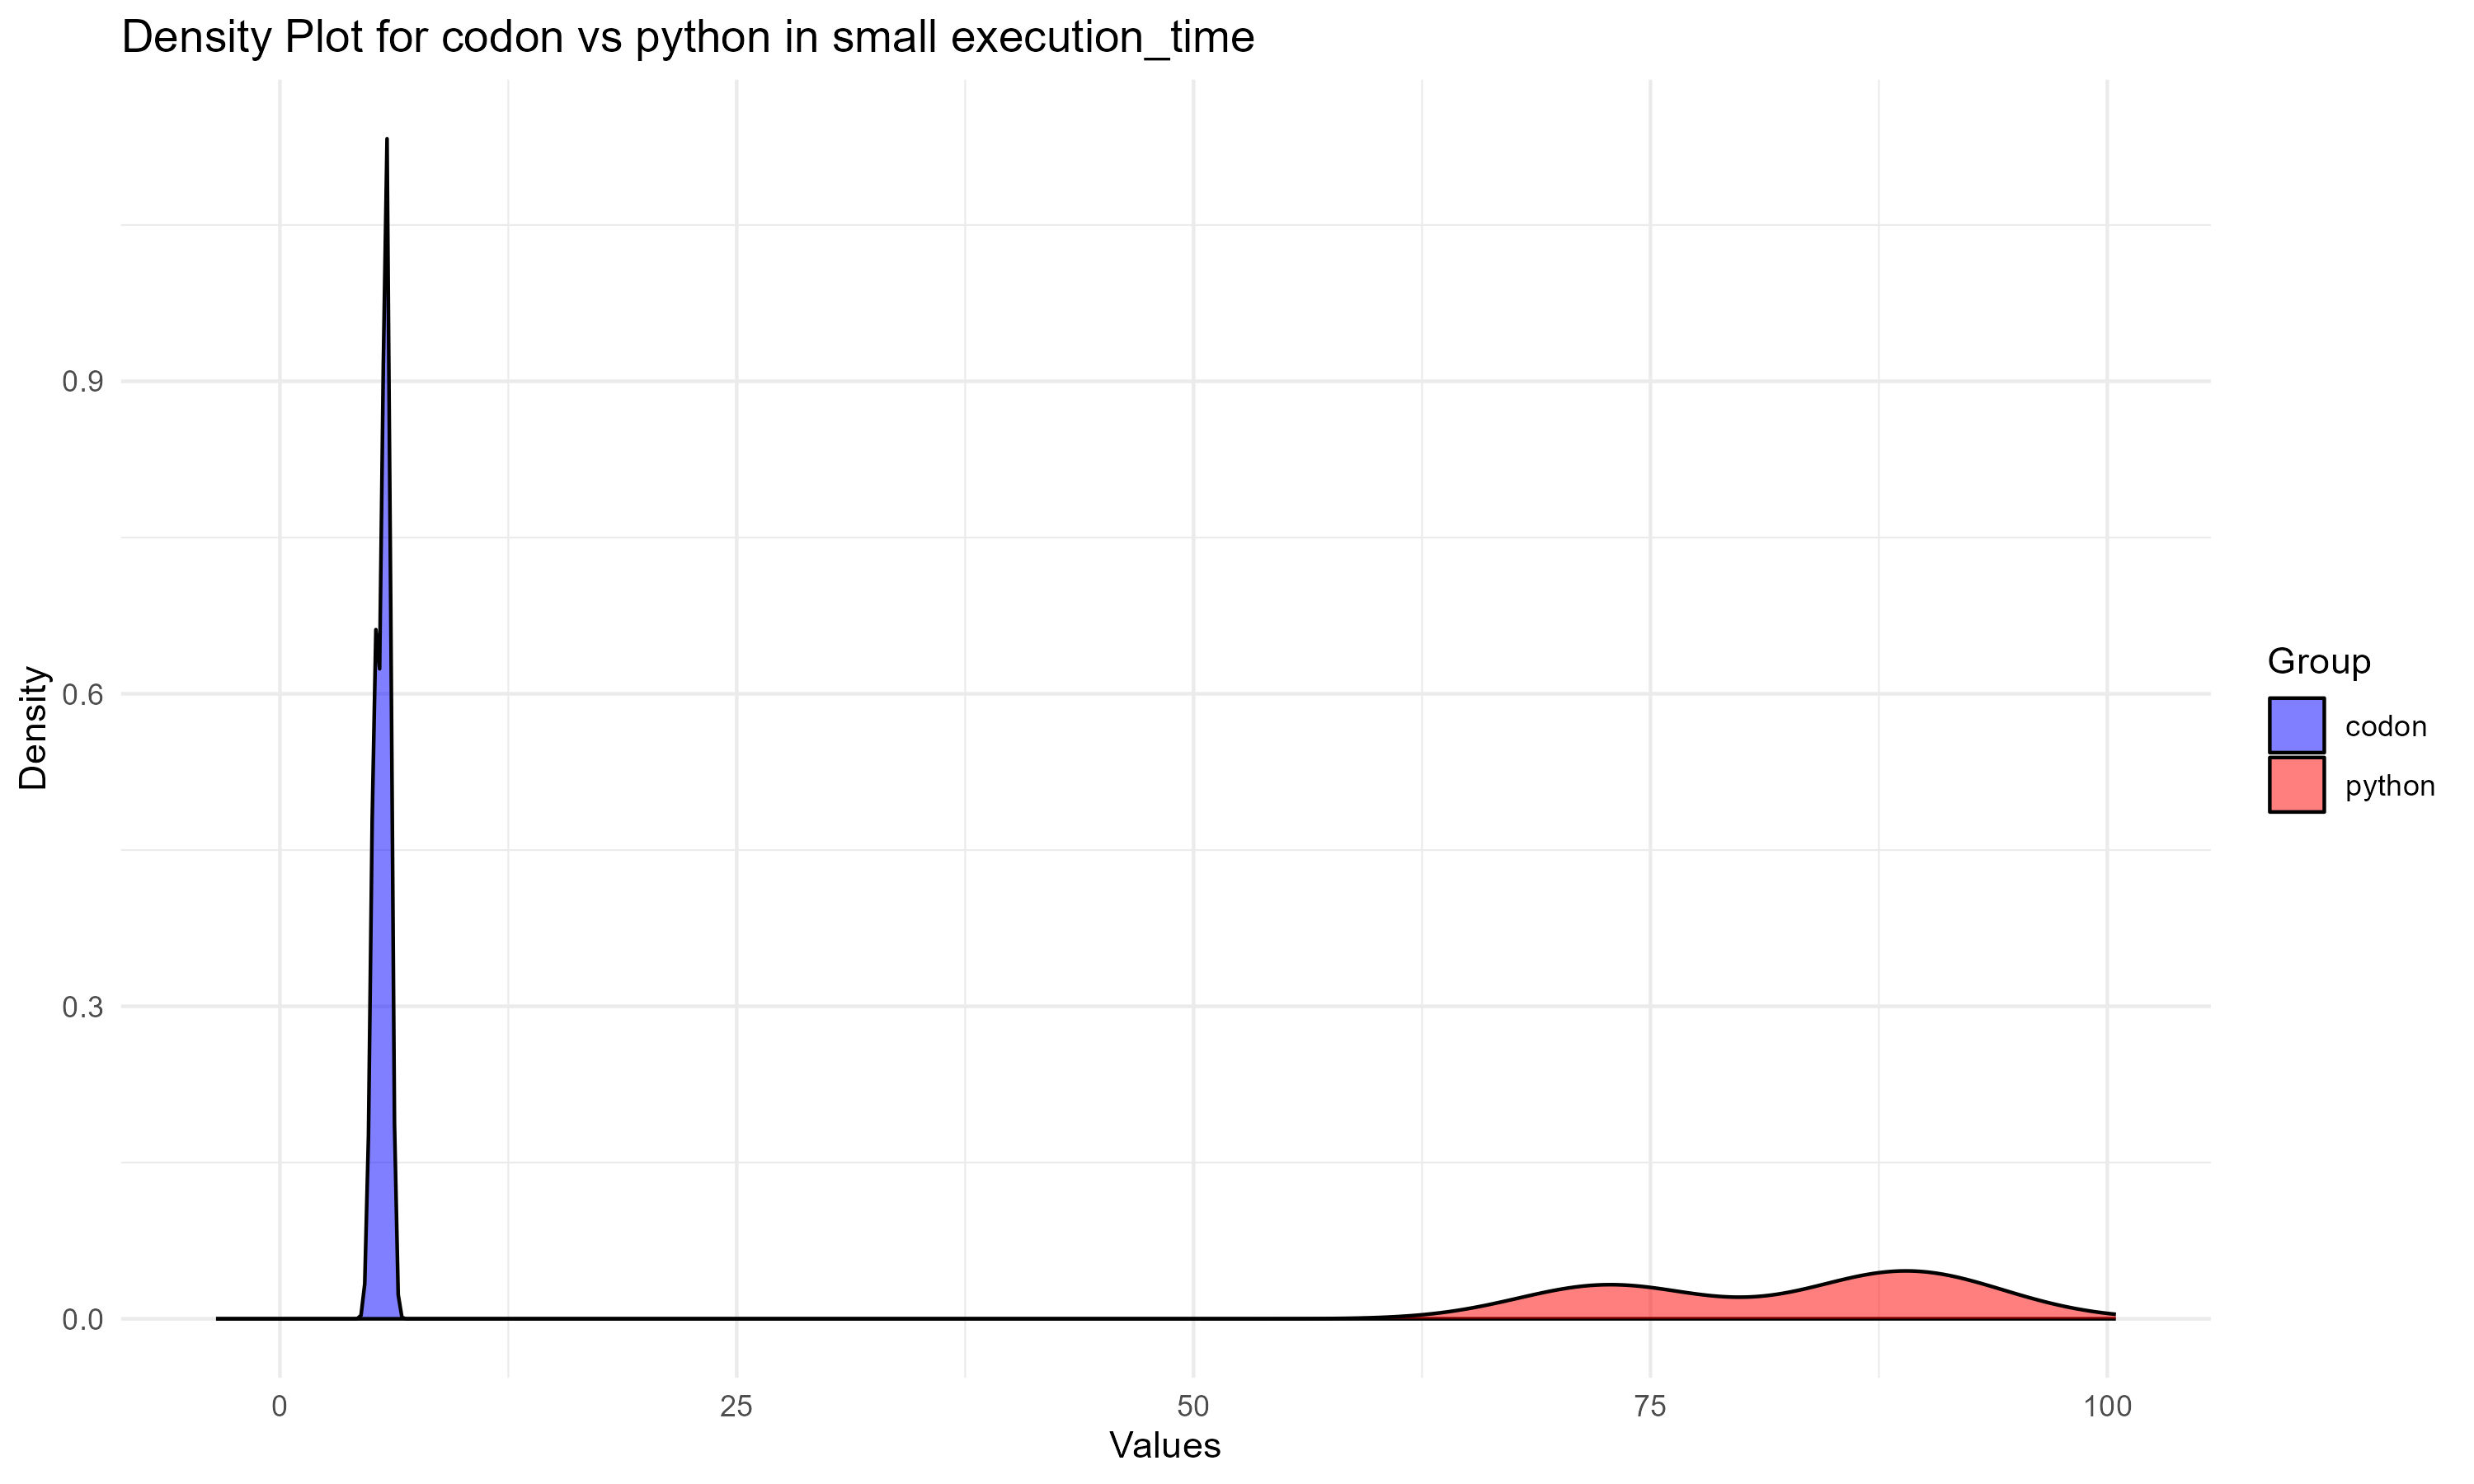 Density Plot for codon vs python in small execution_time
Density
0.9
0.6
0.3
0.0
0
25
50
75
100
Values
Group
codon
python